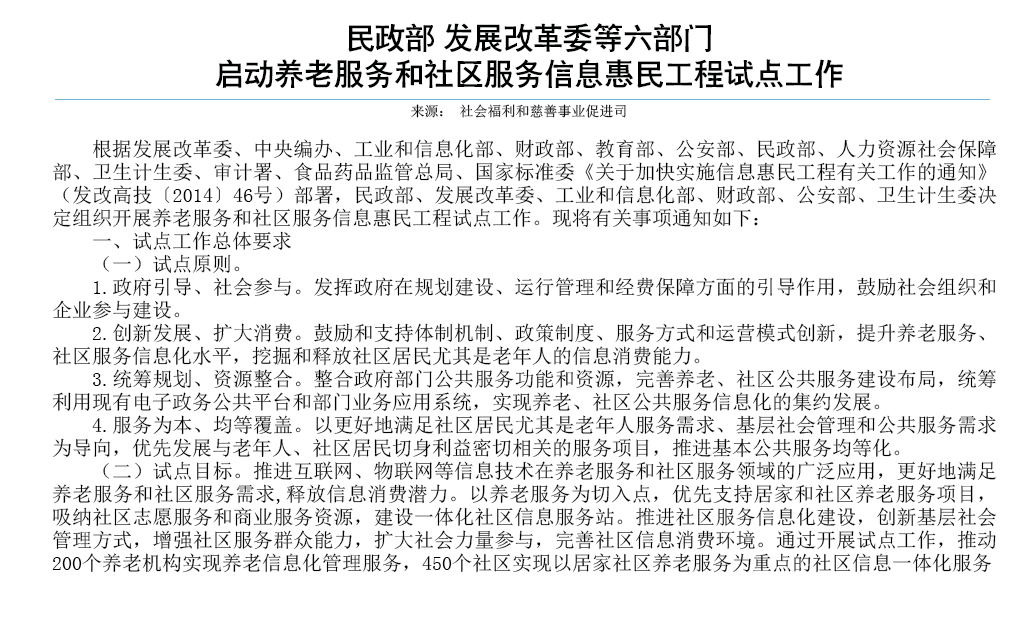 民政部 发展改革委等六部门
启动养老服务和社区服务信息惠民工程试点工作
来源： 社会福利和慈善事业促进司
根据发展改革委、中央编办、工业和信息化部、财政部、教育部、公安部、民政部、人力资源社会保障
部、卫生计生委、审计署、食品药品监管总局、国家标准委《关于加快实施信息惠民工程有关工作的通知》
（发改高技〔2014〕46号）部署，民政部、发展改革委、工业和信息化部、财政部、公安部、卫生计生委决
定组织开展养老服务和社区服务信息惠民工程试点工作。现将有关事项通知如下：
一、试点工作总体要求
（一）试点原则。
1.政府引导、社会参与。发挥政府在规划建设、运行管理和经费保障方面的引导作用，鼓励社会组织和
企业参与建设。
2.创新发展、扩大消费。鼓励和支持体制机制、政策制度、服务方式和运营模式创新，提升养老服务、
社区服务信息化水平，挖掘和释放社区居民尤其是老年人的信息消费能力。
3.统筹规划、资源整合。整合政府部门公共服务功能和资源，完善养老、社区公共服务建设布局，统筹
利用现有电子政务公共平台和部门业务应用系统，实现养老、社区公共服务信息化的集约发展。
4.服务为本、均等覆盖。以更好地满足社区居民尤其是老年人服务需求、基层社会管理和公共服务需求
为导向，优先发展与老年人、社区居民切身利益密切相关的服务项目，推进基本公共服务均等化。
（二）试点目标。推进互联网、物联网等信息技术在养老服务和社区服务领域的广泛应用，更好地满足
养老服务和社区服务需求,释放信息消费潜力。以养老服务为切入点，优先支持居家和社区养老服务项目，
吸纳社区志愿服务和商业服务资源，建设一体化社区信息服务站。推进社区服务信息化建设，创新基层社会
管理方式，增强社区服务群众能力，扩大社会力量参与，完善社区信息消费环境。通过开展试点工作，推动
200个养老机构实现养老信息化管理服务，450个社区实现以居家社区养老服务为重点的社区信息一体化服务